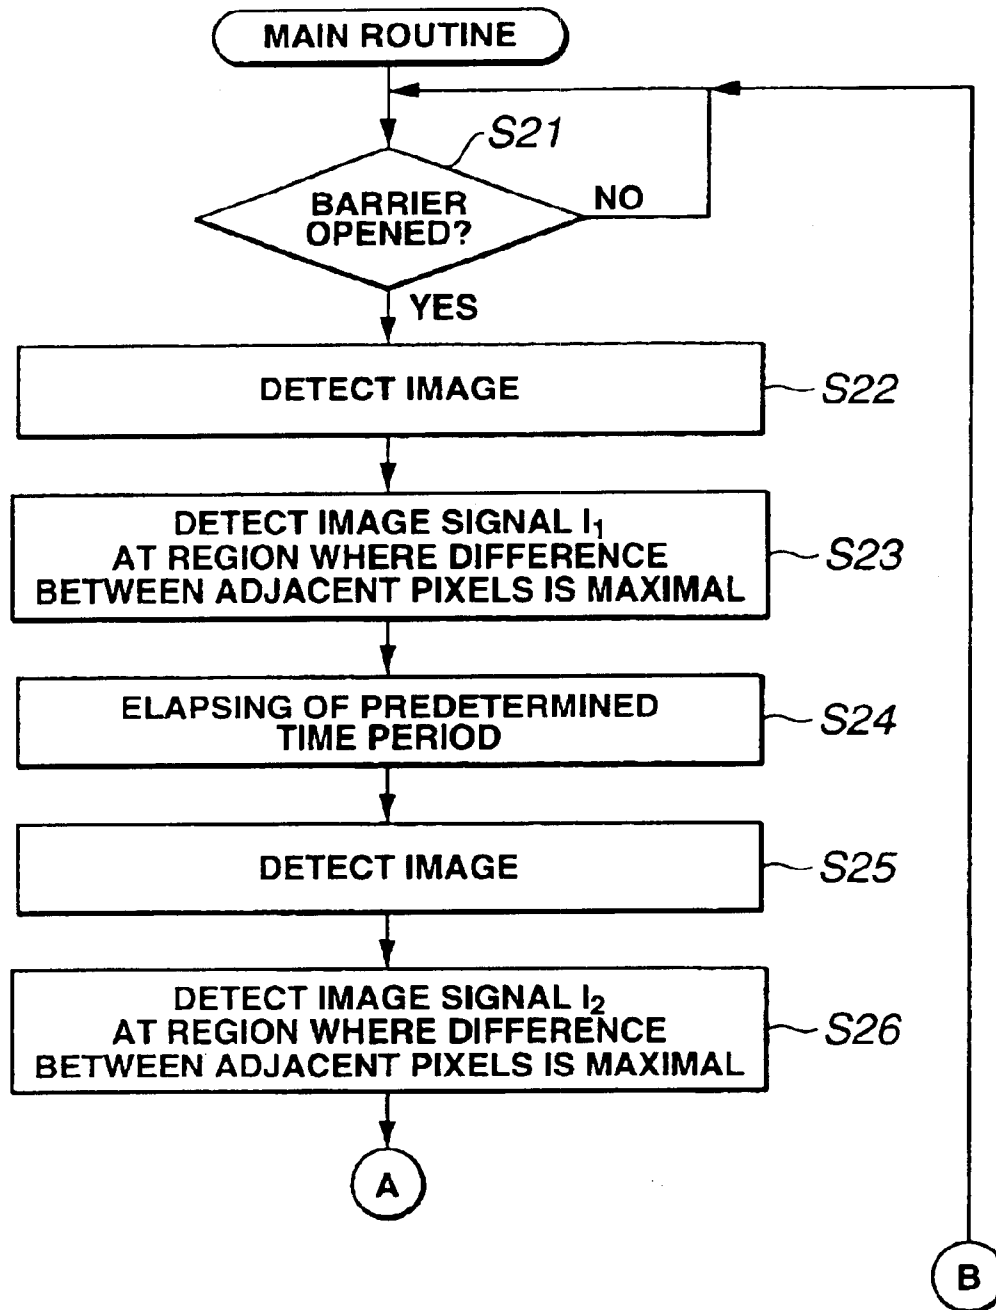 MAIN ROUTINE
S21
BARRIER
OPENED?
NO
YES
DETECT IMAGE
S22
DETECT IMAGE SIGNAL I₁
AT REGION WHERE DIFFERENCE
BETWEEN ADJACENT PIXELS IS MAXIMAL
S23
ELAPSING OF PREDETERMINED
TIME PERIOD
S24
DETECT IMAGE
S25
DETECT IMAGE SIGNAL I₂
AT REGION WHERE DIFFERENCE
BETWEEN ADJACENT PIXELS IS MAXIMAL
S26
A
B